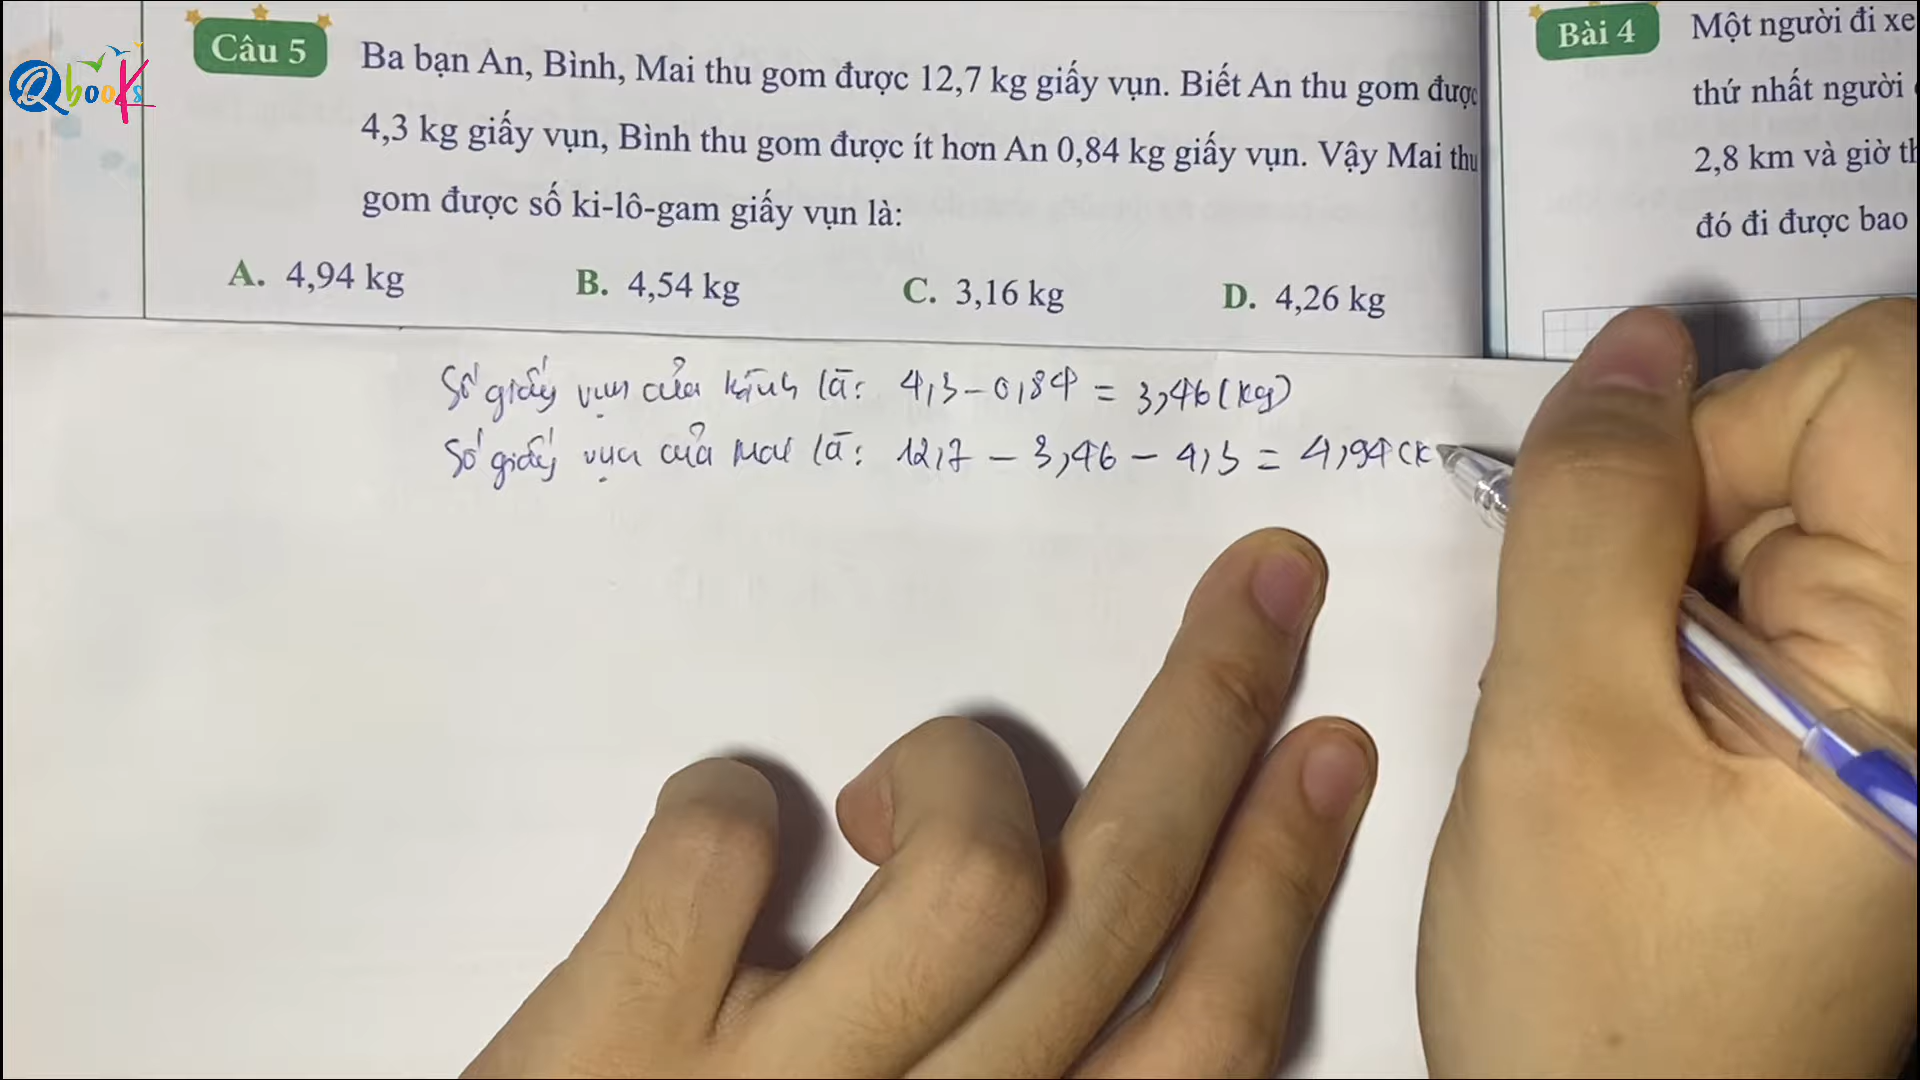 Qbooks
Câu 5
Ba bạn An, Bình, Mai thu gom được 12,7 kg giấy vụn. Biết An thu gom được
4,3 kg giấy vụn, Bình thu gom được ít hơn An 0,84 kg giấy vụn. Vậy Mai thu
gom được số ki-lô-gam giấy vụn là:
A. 4,94 kg
B. 4,54 kg
C. 3,16 kg
D. 4,26 kg
Số giấy vụn của Bình là: 4,3 - 0,84 = 3,46 (kg)
Số giấy vụn của Mai là: 12,7 - 3,46 - 4,3 = 4,94 (k
Bài 4
Một người đi xe
thứ nhất người
2,8 km và giờ th
đó đi được bao